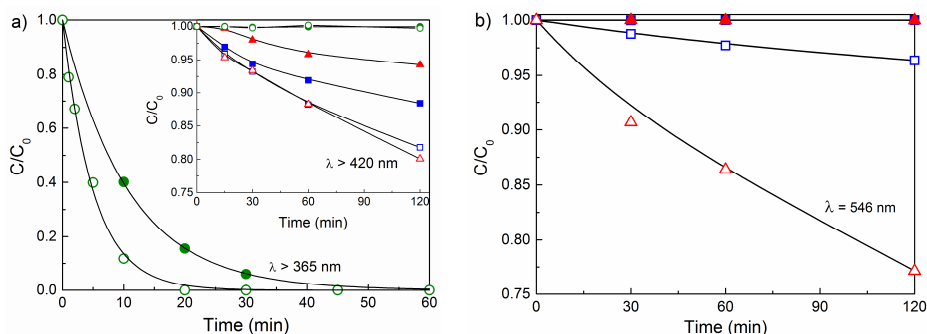 a)
C/C0
1.0
0.8
0.6
0.4
0.2
0.0
0 10 20 30 40 50 60
Time (min)
λ > 365 nm
C/C0
1.00
0.95
0.90
0.85
0.80
0.75
0 30 60 90 120
Time (min)
λ > 420 nm
b)
C/C0
1.00
0.95
0.90
0.85
0.80
0.75
0 30 60 90 120
Time (min)
λ = 546 nm